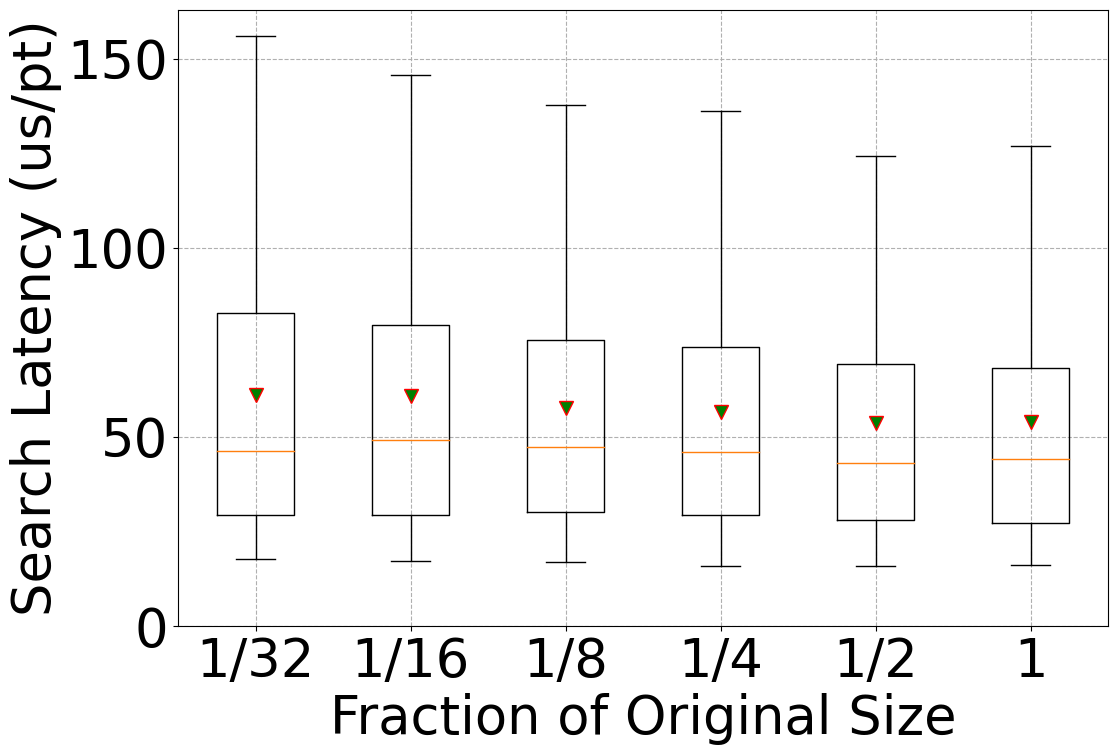 Search Latency (us/pt)
150
100
50
0
1/32 1/16 1/8 1/4 1/2 1
Fraction of Original Size